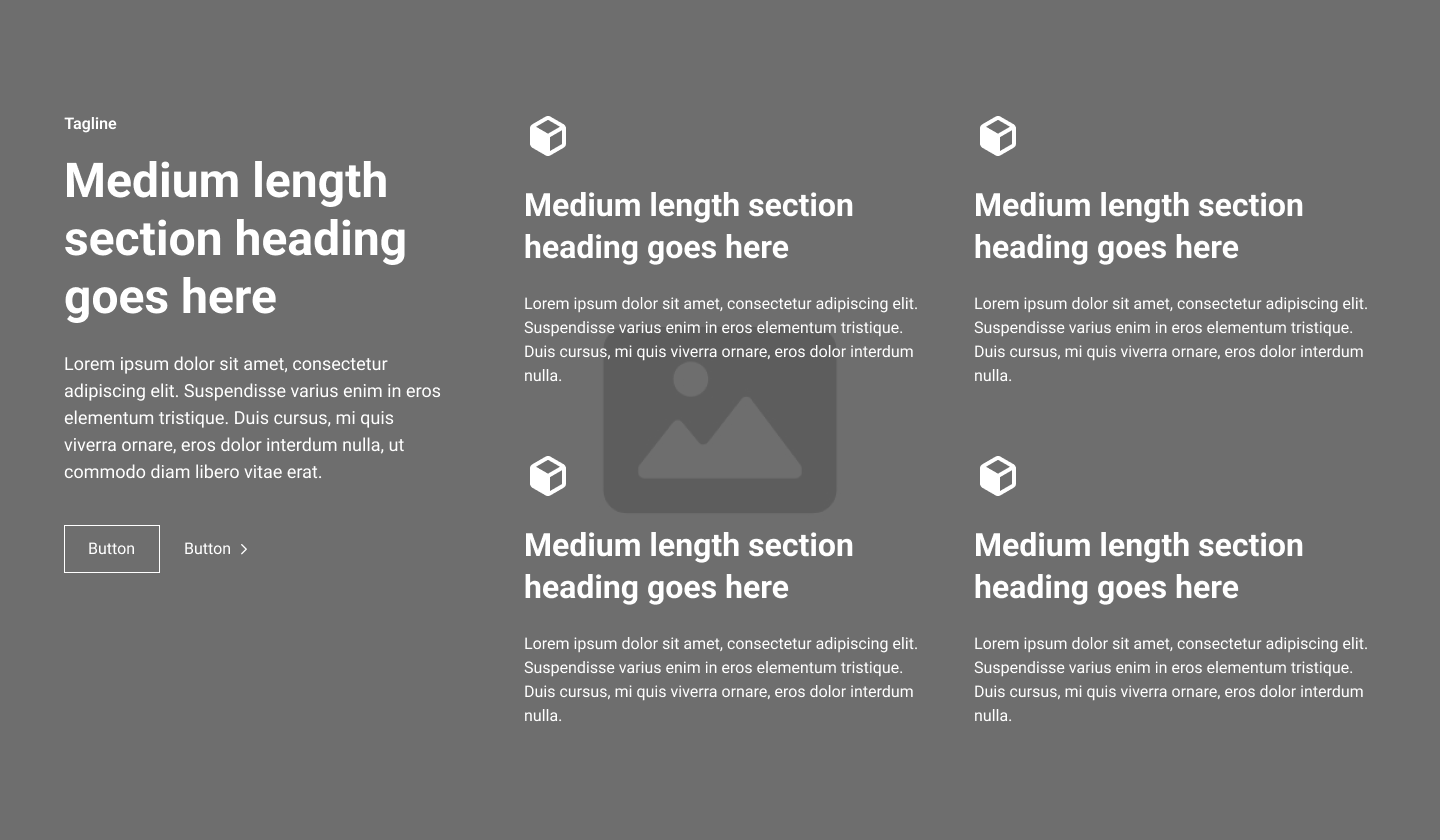 Tagline
Medium length
section heading
goes here
Lorem ipsum dolor sit amet, consectetur
adipiscing elit. Suspendisse varius enim in eros
elementum tristique. Duis cursus, mi quis
viverra ornare, eros dolor interdum nulla, ut
commodo diam libero vitae erat.
Button
Button
Medium length section
heading goes here
Lorem ipsum dolor sit amet, consectetur adipiscing elit.
Suspendisse varius enim in eros elementum tristique.
Duis cursus, mi quis viverra ornare, eros dolor interdum
nulla.
Medium length section
heading goes here
Lorem ipsum dolor sit amet, consectetur adipiscing elit.
Suspendisse varius enim in eros elementum tristique.
Duis cursus, mi quis viverra ornare, eros dolor interdum
nulla.
Medium length section
heading goes here
Lorem ipsum dolor sit amet, consectetur adipiscing elit.
Suspendisse varius enim in eros elementum tristique.
Duis cursus, mi quis viverra ornare, eros dolor interdum
nulla.
Medium length section
heading goes here
Lorem ipsum dolor sit amet, consectetur adipiscing elit.
Suspendisse varius enim in eros elementum tristique.
Duis cursus, mi quis viverra ornare, eros dolor interdum
nulla.